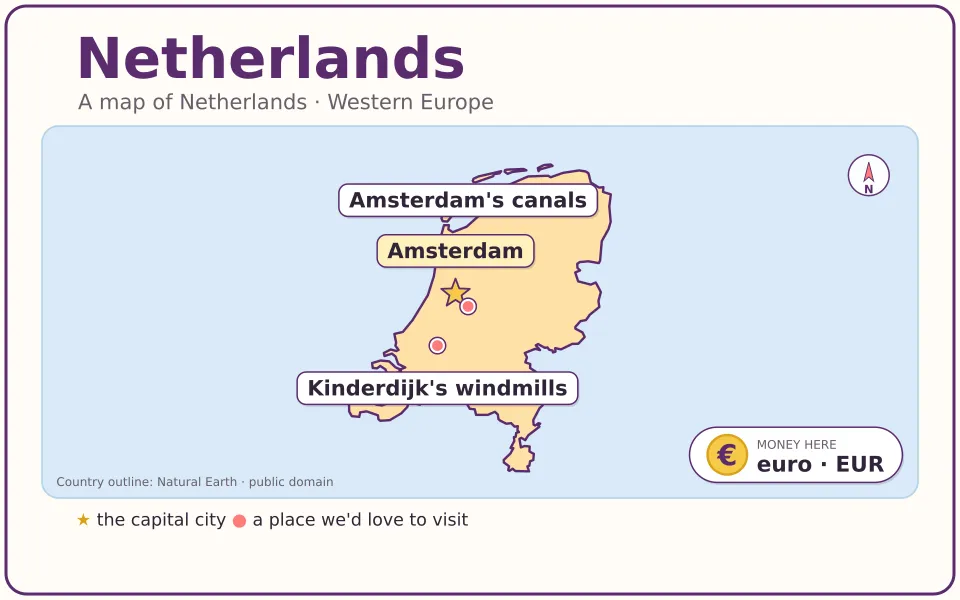 Netherlands
A map of Netherlands · Western Europe
N
Amsterdam's canals
Amsterdam
Kinderdijk's windmills
€
MONEY HERE
euro · EUR
Country outline: Natural Earth · public domain
★ the capital city ● a place we'd love to visit